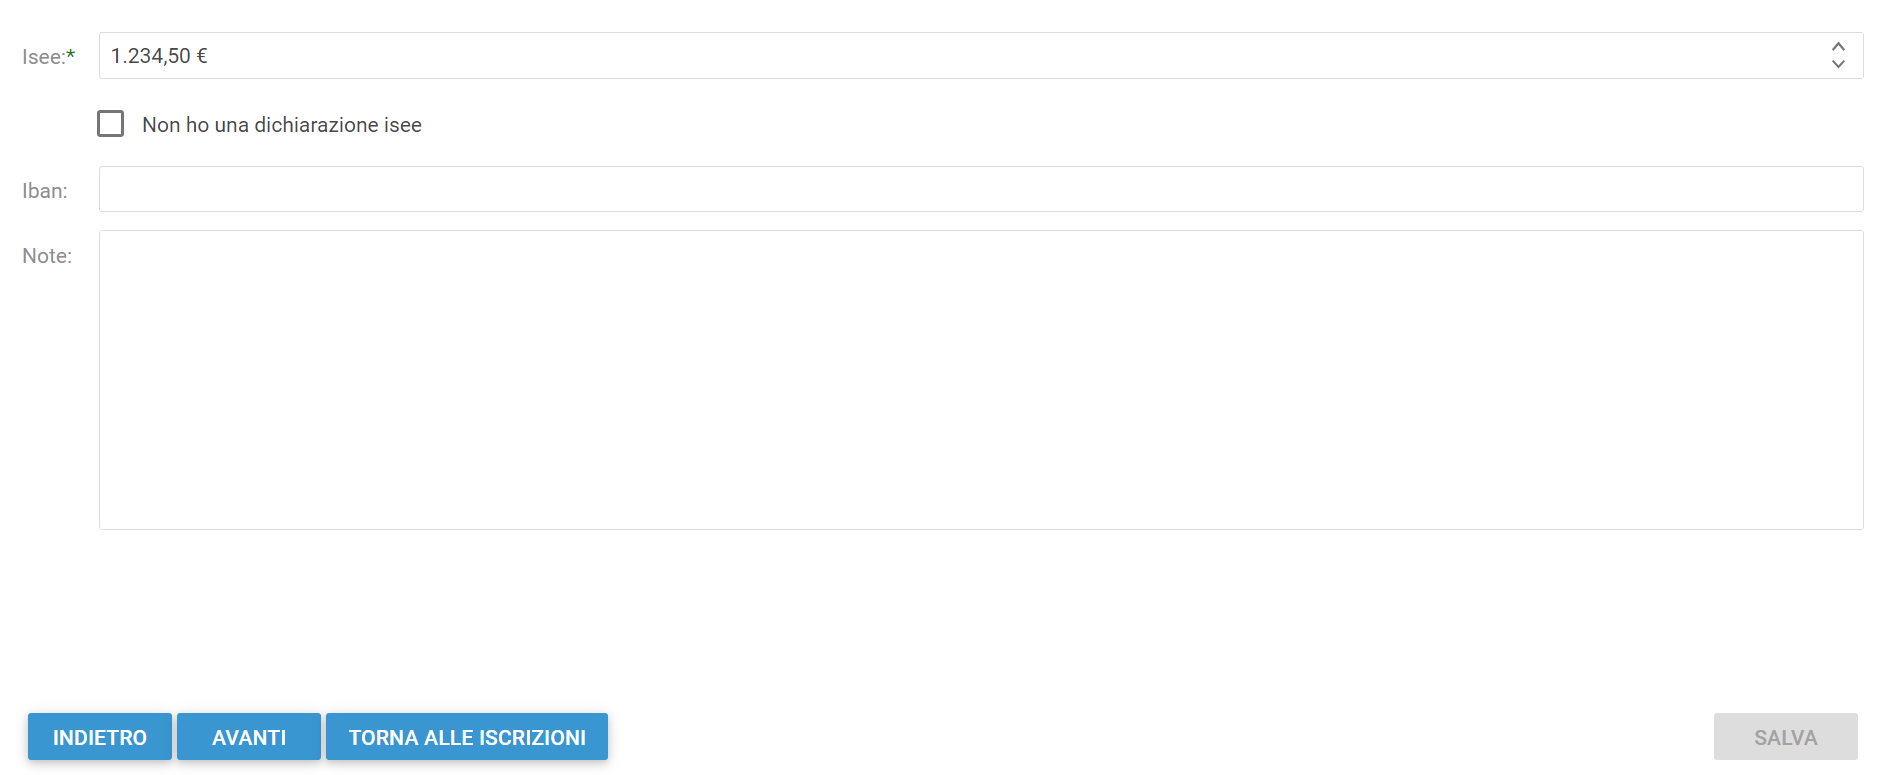 Isee:* 1.234,50 €
Non ho una dichiarazione isee
Iban:
Note:
INDIETRO AVANTI TORNA ALLE ISCRIZIONI SALVA